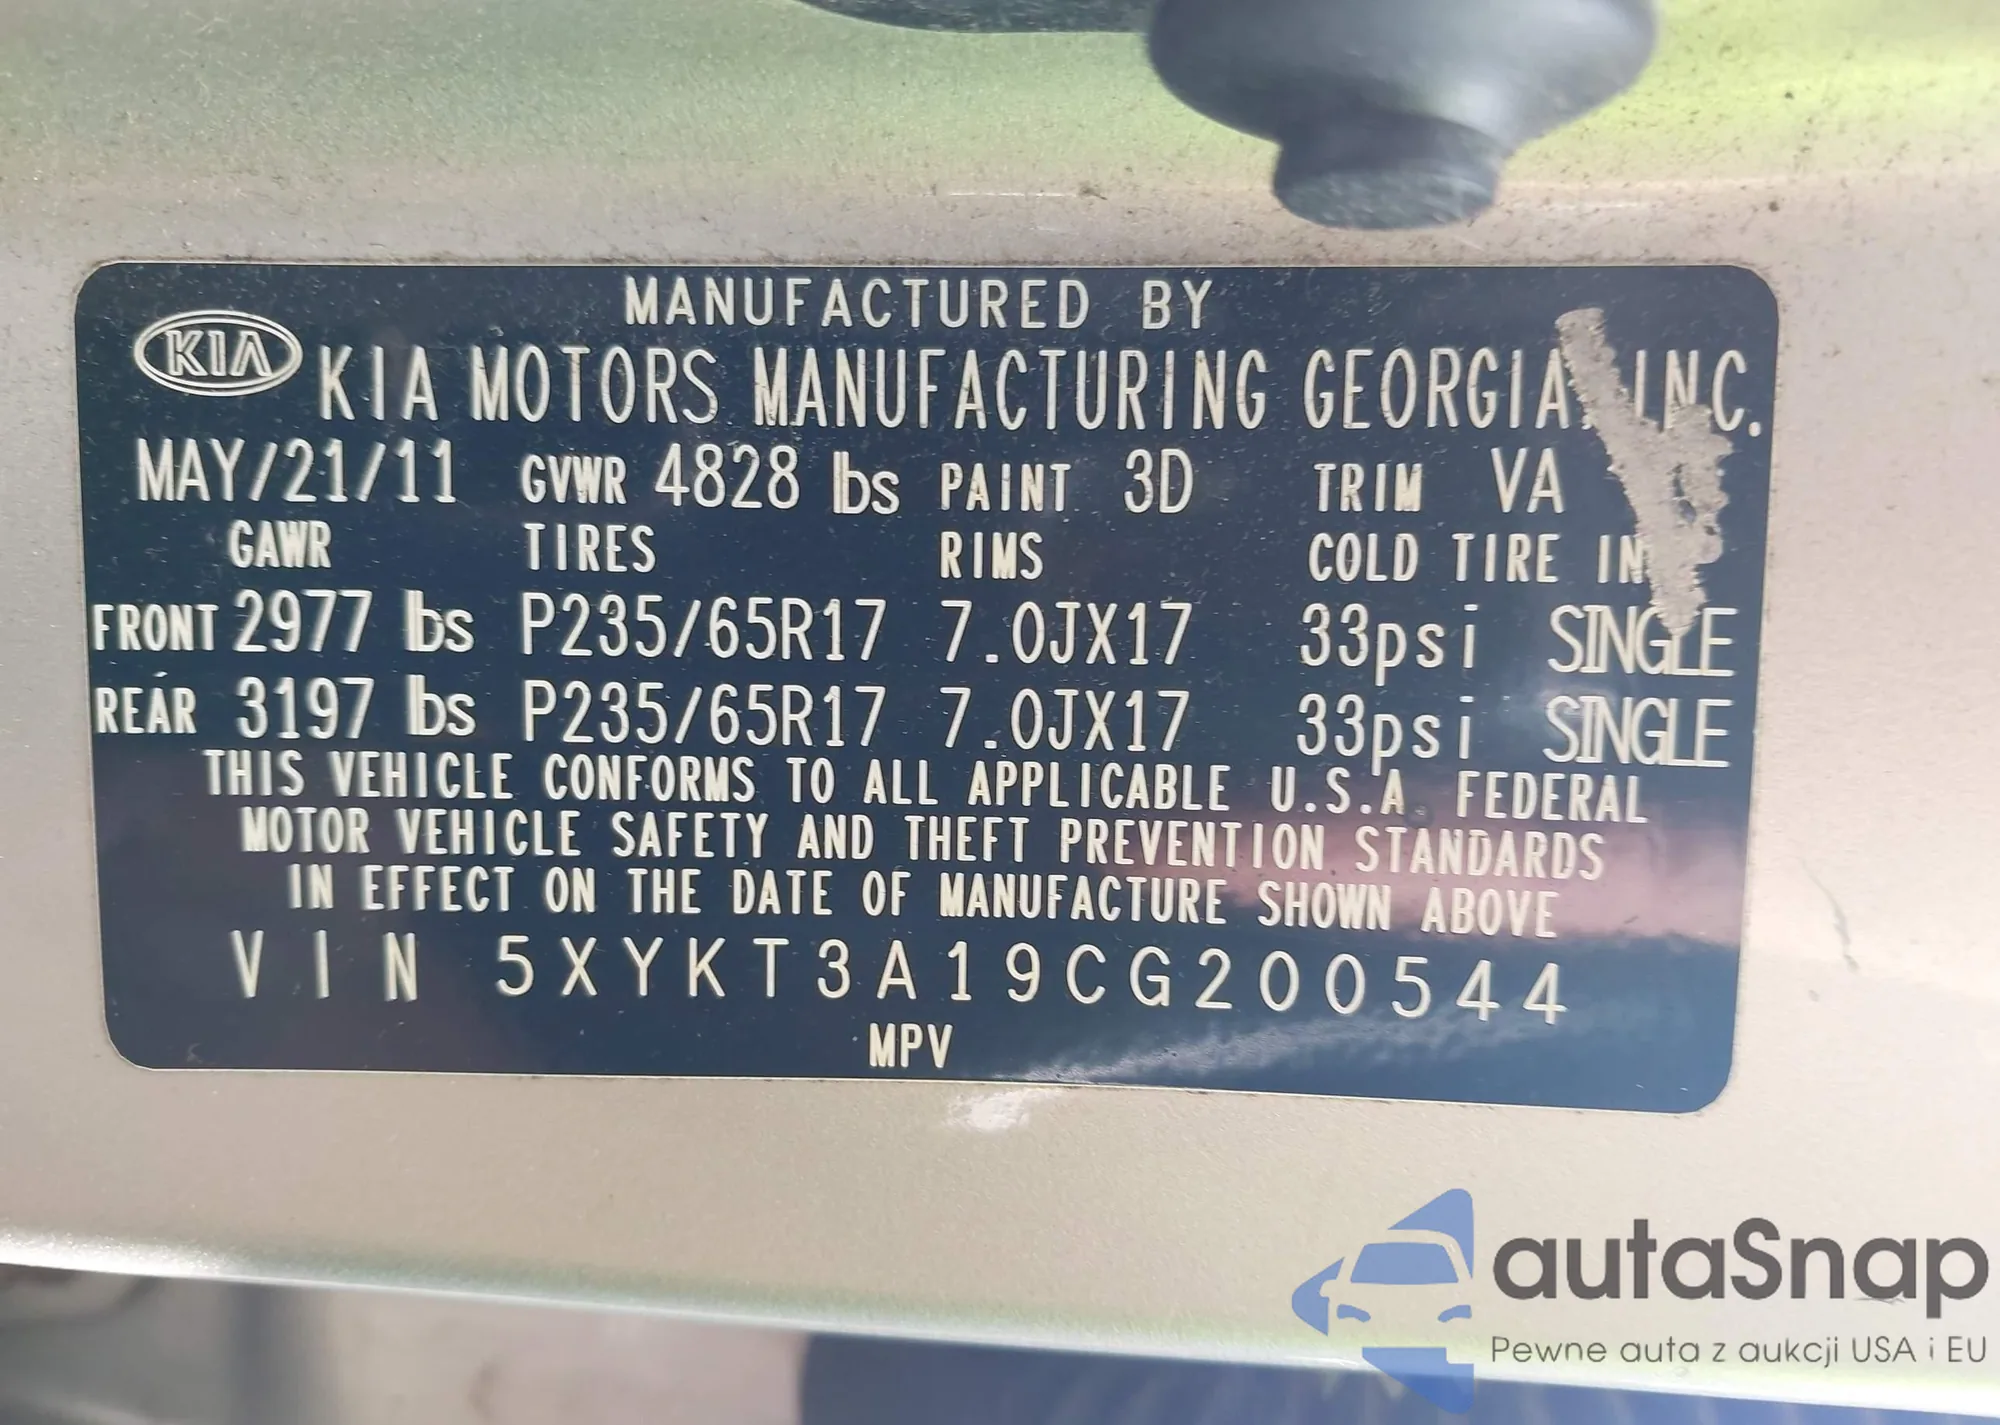 MANUFACTURED BY
KIA KIA MOTORS MANUFACTURING GEORGIA, INC.
MAY/21/11 GVWR 4828 lbs PAINT 3D TRIM VA
GAWR TIRES RIMS COLD TIRE IN
FRONT 2977 lbs P235/65R17 7.0JX17 33psi SINGLE
REAR 3197 lbs P235/65R17 7.0JX17 33psi SINGLE
THIS VEHICLE CONFORMS TO ALL APPLICABLE U.S.A. FEDERAL
MOTOR VEHICLE SAFETY AND THEFT PREVENTION STANDARDS
IN EFFECT ON THE DATE OF MANUFACTURE SHOWN ABOVE
VIN 5XYKT3A19CG200544
MPV
autaSnap
Pewne auta z aukcji USA i EU